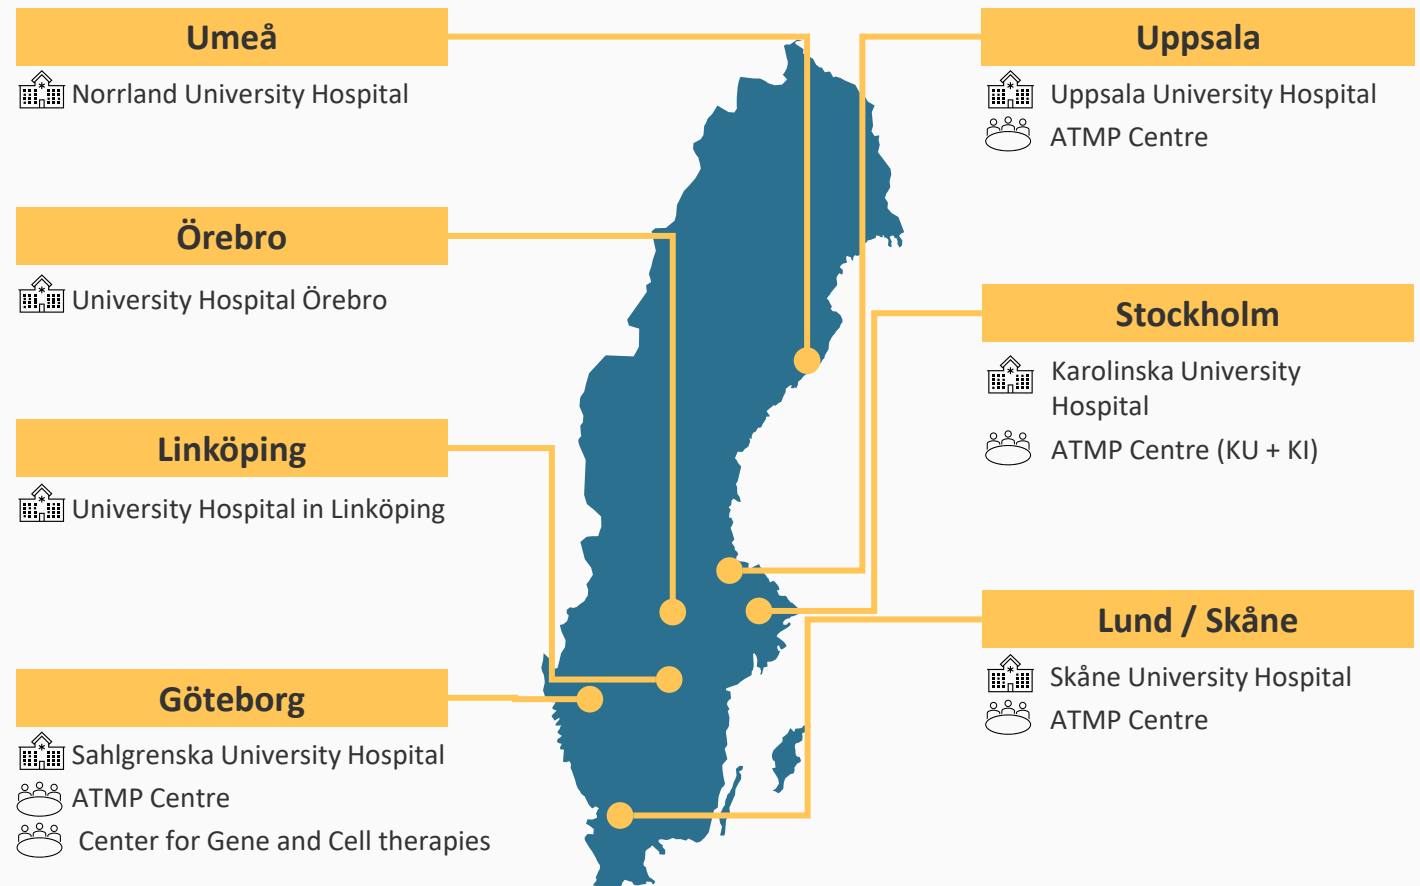 Umeå
Norrland University Hospital
Örebro
University Hospital Örebro
Linköping
University Hospital in Linköping
Göteborg
Sahlgrenska University Hospital
ATMP Centre
Center for Gene and Cell therapies
Uppsala
Uppsala University Hospital
ATMP Centre
Stockholm
Karolinska University
Hospital
ATMP Centre (KU + KI)
Lund / Skåne
Skåne University Hospital
ATMP Centre